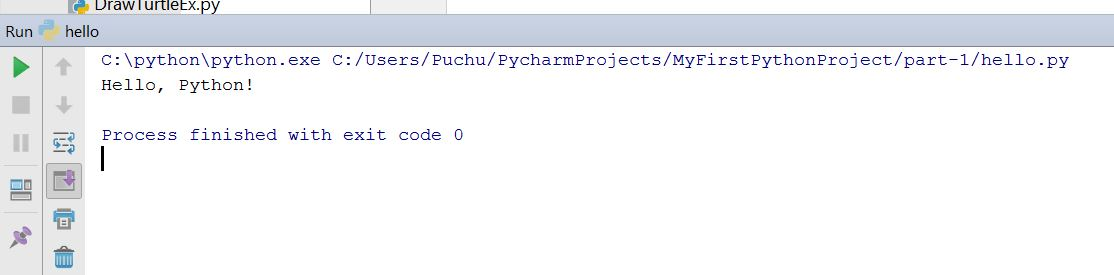 DrawTurtleEx.py
Run hello
C:\python\python.exe C:/Users/Puchu/PycharmProjects/MyFirstPythonProject/part-1/hello.py
Hello, Python!
Process finished with exit code 0